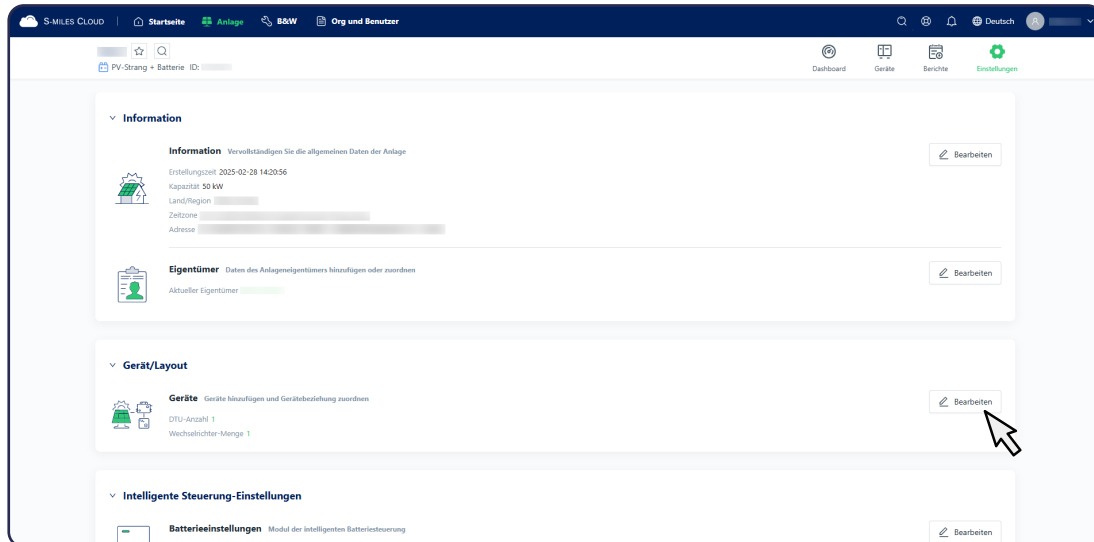 S-MILES CLOUD
Startseite
Anlage
B&W
Org und Benutzer
Deutsch
PV-Strang + Batterie ID:
Dashboard
Geräte
Berichte
Einstellungen
Information
Information Vervollständigen Sie die allgemeinen Daten der Anlage
Bearbeiten
Erstellungszeit 2025-02-28 14:20:56
Kapazität 50 kW
Land/Region
Zeitzone
Adresse
Eigentümer Daten des Anlageneigentümers hinzufügen oder zuordnen
Bearbeiten
Aktueller Eigentümer
Gerät/Layout
Geräte Geräte hinzufügen und Gerätebeziehung zuordnen
Bearbeiten
DTU-Anzahl 1
Wechselrichter-Menge 1
Intelligente Steuerung-Einstellungen
Batterieeinstellungen Modul der intelligenten Batteriesteuerung
Bearbeiten